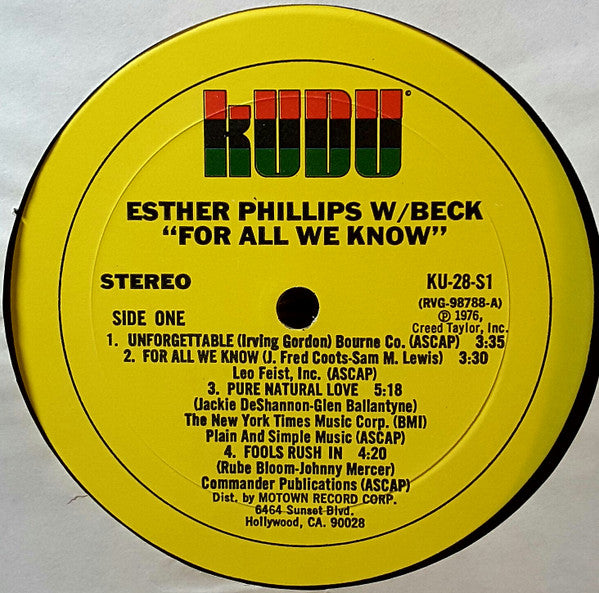 KUDU©
ESTHER PHILLIPS W/BECK
“FOR ALL WE KNOW”
STEREO KU-28-S1
(RVG-98788-A)
℗ 1976,
SIDE ONE Creed Taylor, Inc.
1. UNFORGETTABLE (Irving Gordon) Bourne Co. (ASCAP) 3:35
2. FOR ALL WE KNOW (J. Fred Coots-Sam M. Lewis) 3:30
Leo Feist, Inc. (ASCAP)
3. PURE NATURAL LOVE 5:18
(Jackie DeShannon-Glen Ballantyne)
The New York Times Music Corp. (BMI)
Plain And Simple Music (ASCAP)
4. FOOLS RUSH IN 4:20
(Rube Bloom-Johnny Mercer)
Commander Publications (ASCAP)
Dist. by MOTOWN RECORD CORP.
6464 Sunset Blvd.
Hollywood, CA. 90028